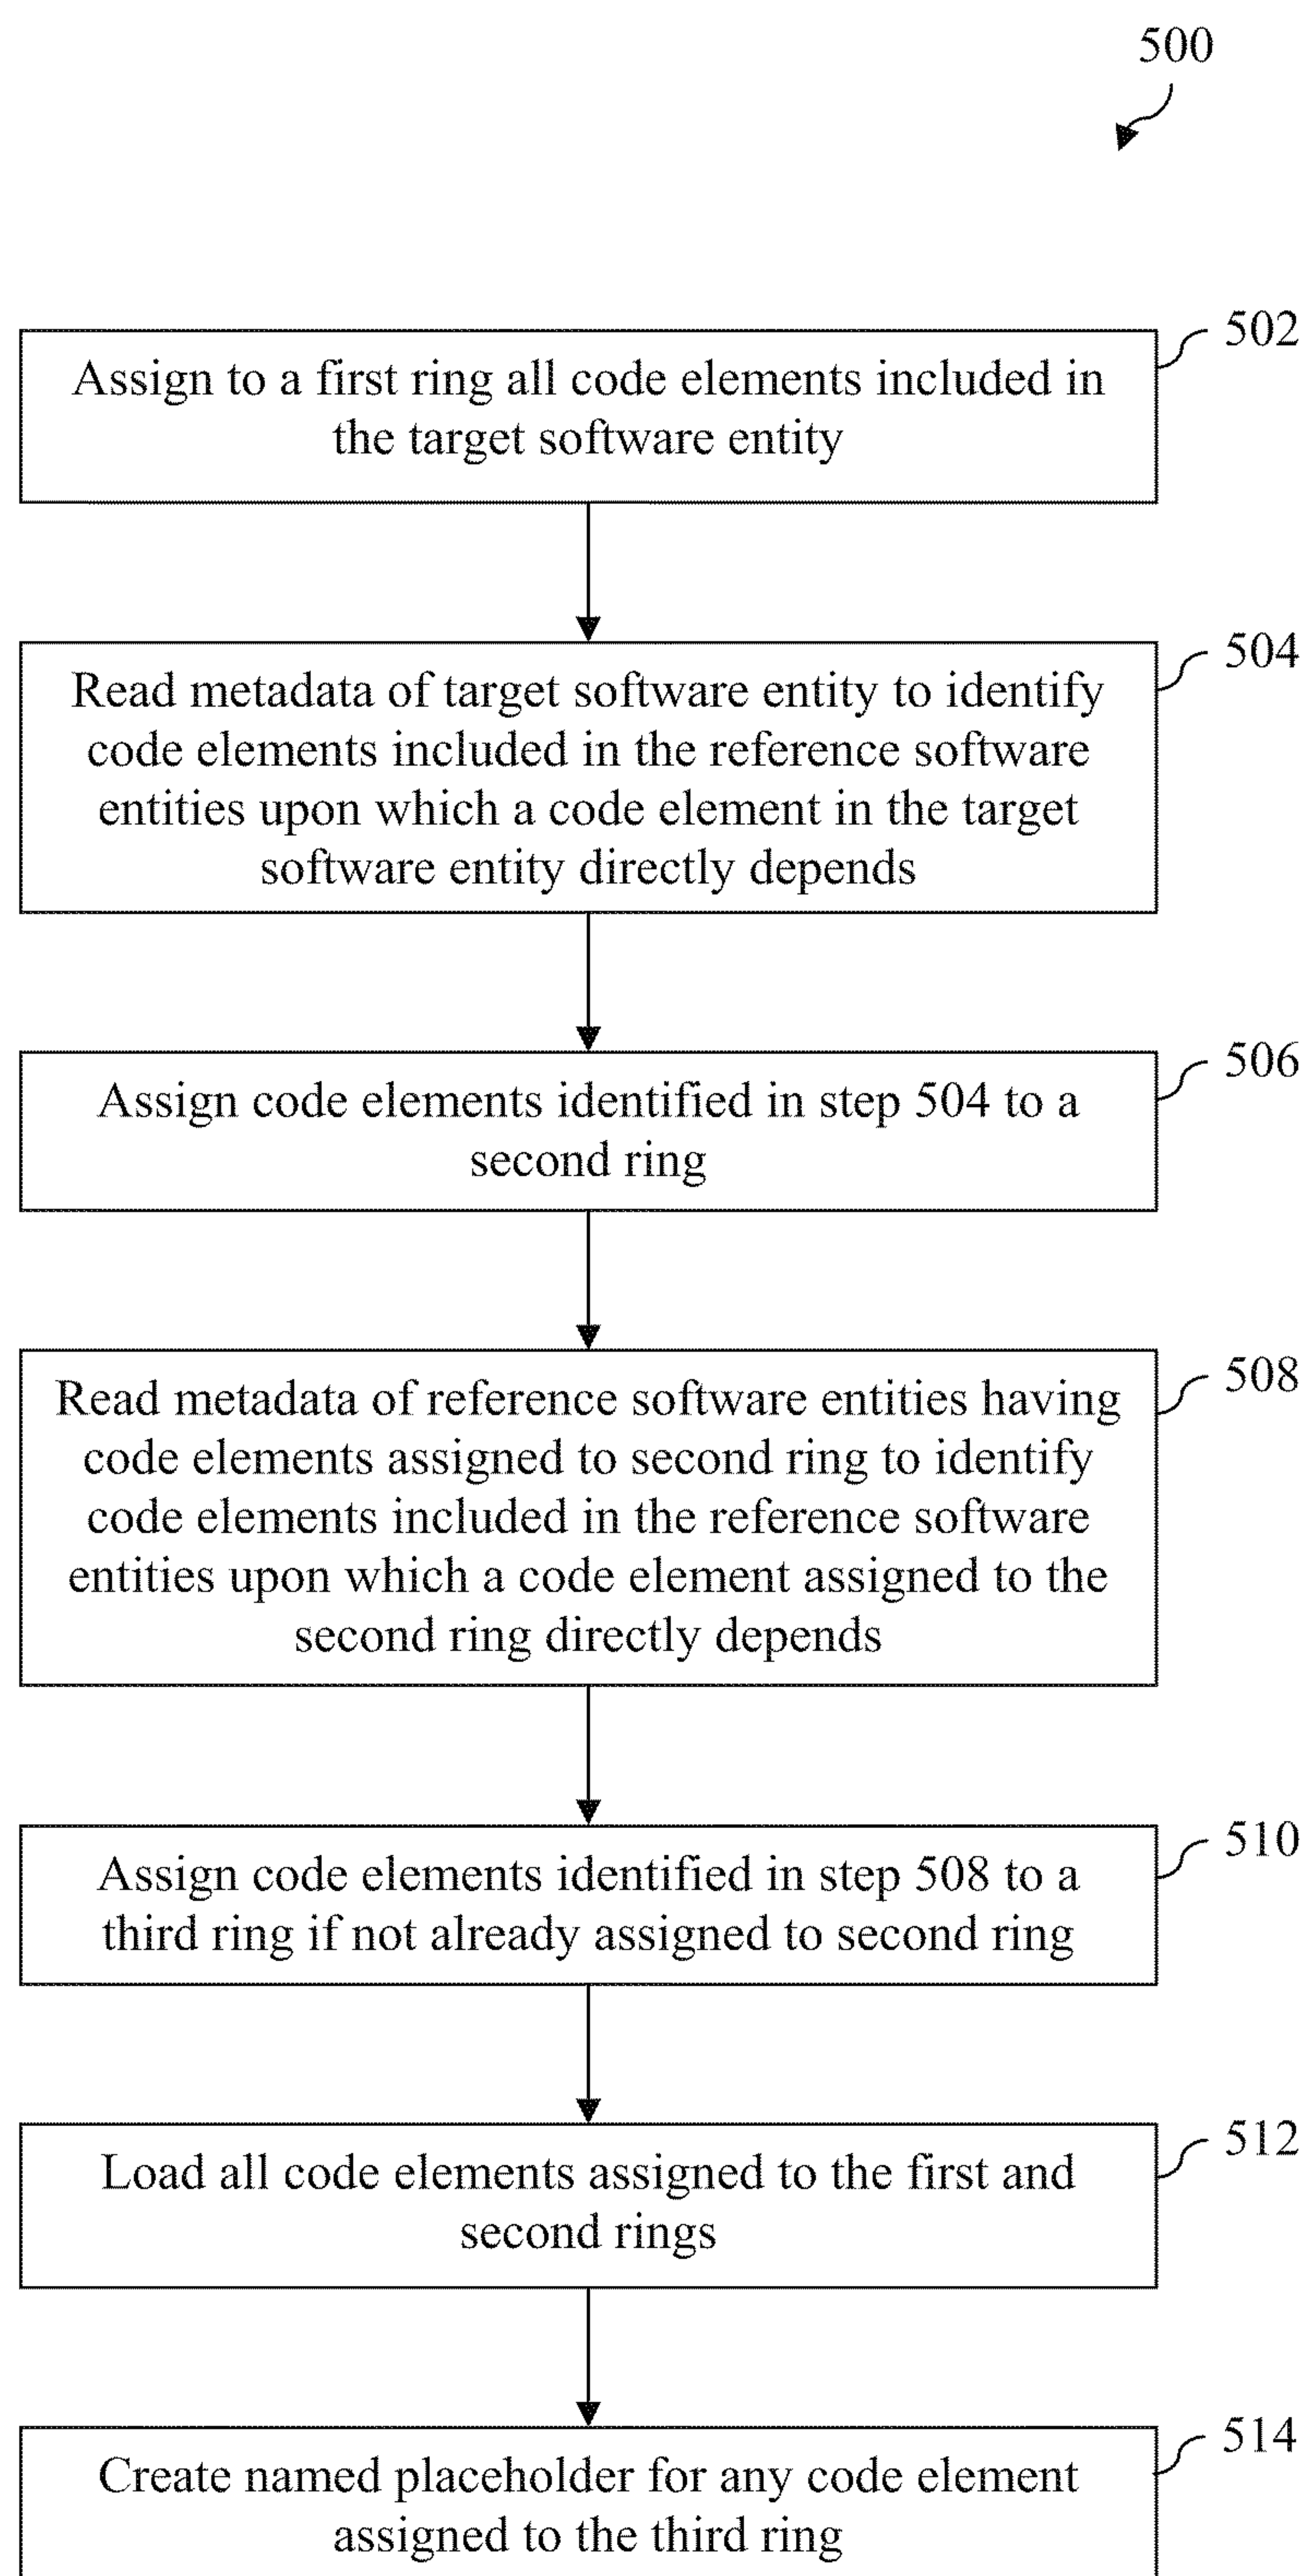 500
502
Assign to a first ring all code elements included in
the target software entity
504
Read metadata of target software entity to identify
code elements included in the reference software
entities upon which a code element in the target
software entity directly depends
506
Assign code elements identified in step 504 to a
second ring
508
Read metadata of reference software entities having
code elements assigned to second ring to identify
code elements included in the reference software
entities upon which a code element assigned to the
second ring directly depends
510
Assign code elements identified in step 508 to a
third ring if not already assigned to second ring
512
Load all code elements assigned to the first and
second rings
514
Create named placeholder for any code element
assigned to the third ring